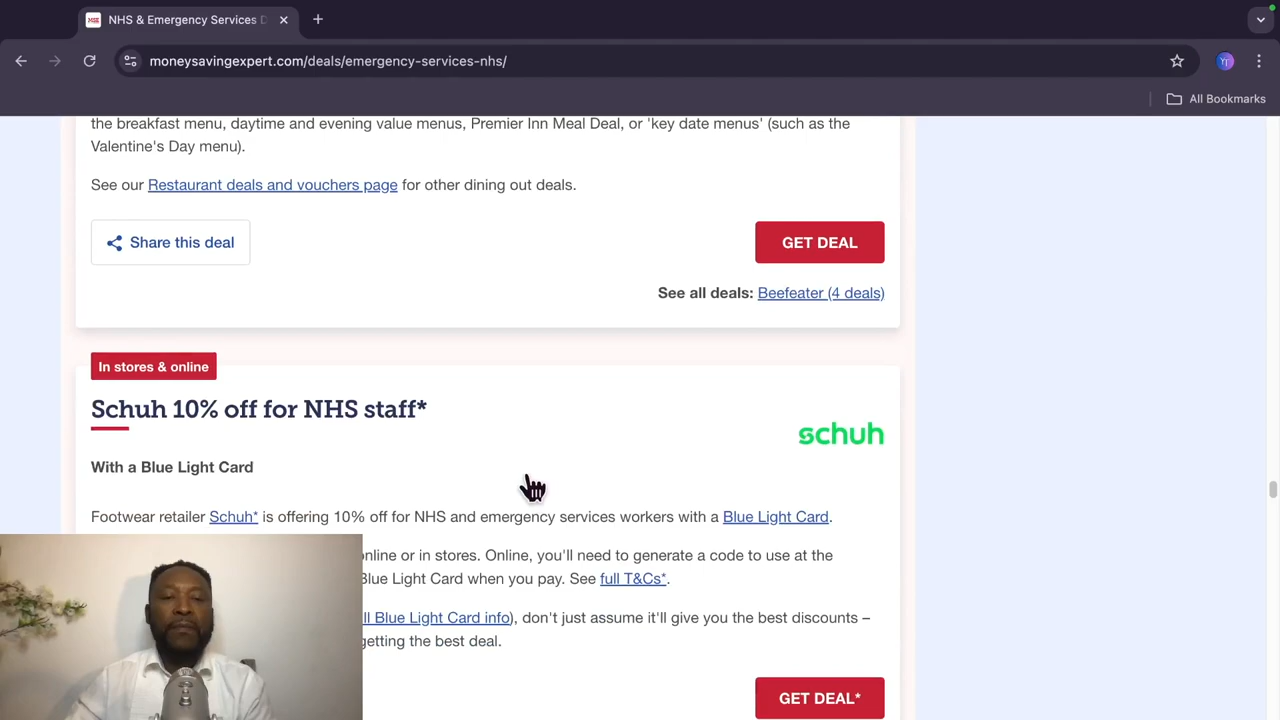 NHS & Emergency Services D
moneysavingexpert.com/deals/emergency-services-nhs/
All Bookmarks
the breakfast menu, daytime and evening value menus, Premier Inn Meal Deal, or 'key date menus' (such as the
Valentine's Day menu).
See our Restaurant deals and vouchers page for other dining out deals.
Share this deal
GET DEAL
See all deals: Beefeater (4 deals)
In stores & online
Schuh 10% off for NHS staff*
schuh
With a Blue Light Card
Footwear retailer Schuh* is offering 10% off for NHS and emergency services workers with a Blue Light Card.
online or in stores. Online, you'll need to generate a code to use at the
Blue Light Card when you pay. See full T&Cs*.
Blue Light Card info), don't just assume it'll give you the best discounts –
getting the best deal.
GET DEAL*